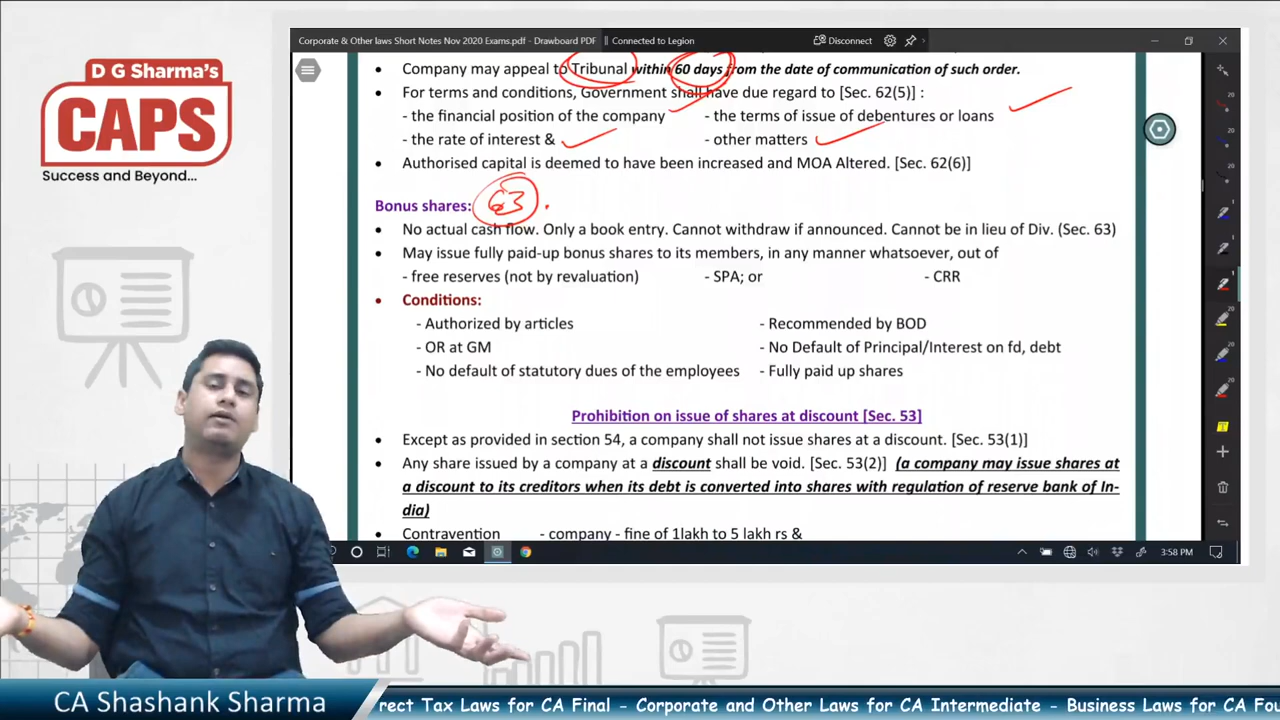 D G Sharma's
CAPS
Success and Beyond...
Corporate & Other laws Short Notes Nov 2020 Exams.pdf - Drawboard PDF
Connected to Legion
Disconnect
• Company may appeal to Tribunal within 60 days from the date of communication of such order.
• For terms and conditions, Government shall have due regard to [Sec. 62(5)] :
- the financial position of the company - the terms of issue of debentures or loans
- the rate of interest & - other matters
• Authorised capital is deemed to have been increased and MOA Altered. [Sec. 62(6)]
Bonus shares: 63
• No actual cash flow. Only a book entry. Cannot withdraw if announced. Cannot be in lieu of Div. (Sec. 63)
• May issue fully paid-up bonus shares to its members, in any manner whatsoever, out of
- free reserves (not by revaluation) - SPA; or - CRR
• Conditions:
- Authorized by articles - Recommended by BOD
- OR at GM - No Default of Principal/Interest on fd, debt
- No default of statutory dues of the employees - Fully paid up shares
Prohibition on issue of shares at discount [Sec. 53]
• Except as provided in section 54, a company shall not issue shares at a discount. [Sec. 53(1)]
• Any share issued by a company at a discount shall be void. [Sec. 53(2)] (a company may issue shares at
a discount to its creditors when its debt is converted into shares with regulation of reserve bank of In-
dia)
• Contravention - company - fine of 1lakh to 5 lakh rs &
3:58 PM
CA Shashank Sharma
rect Tax Laws for CA Final - Corporate and Other Laws for CA Intermediate - Business Laws for CA Fou